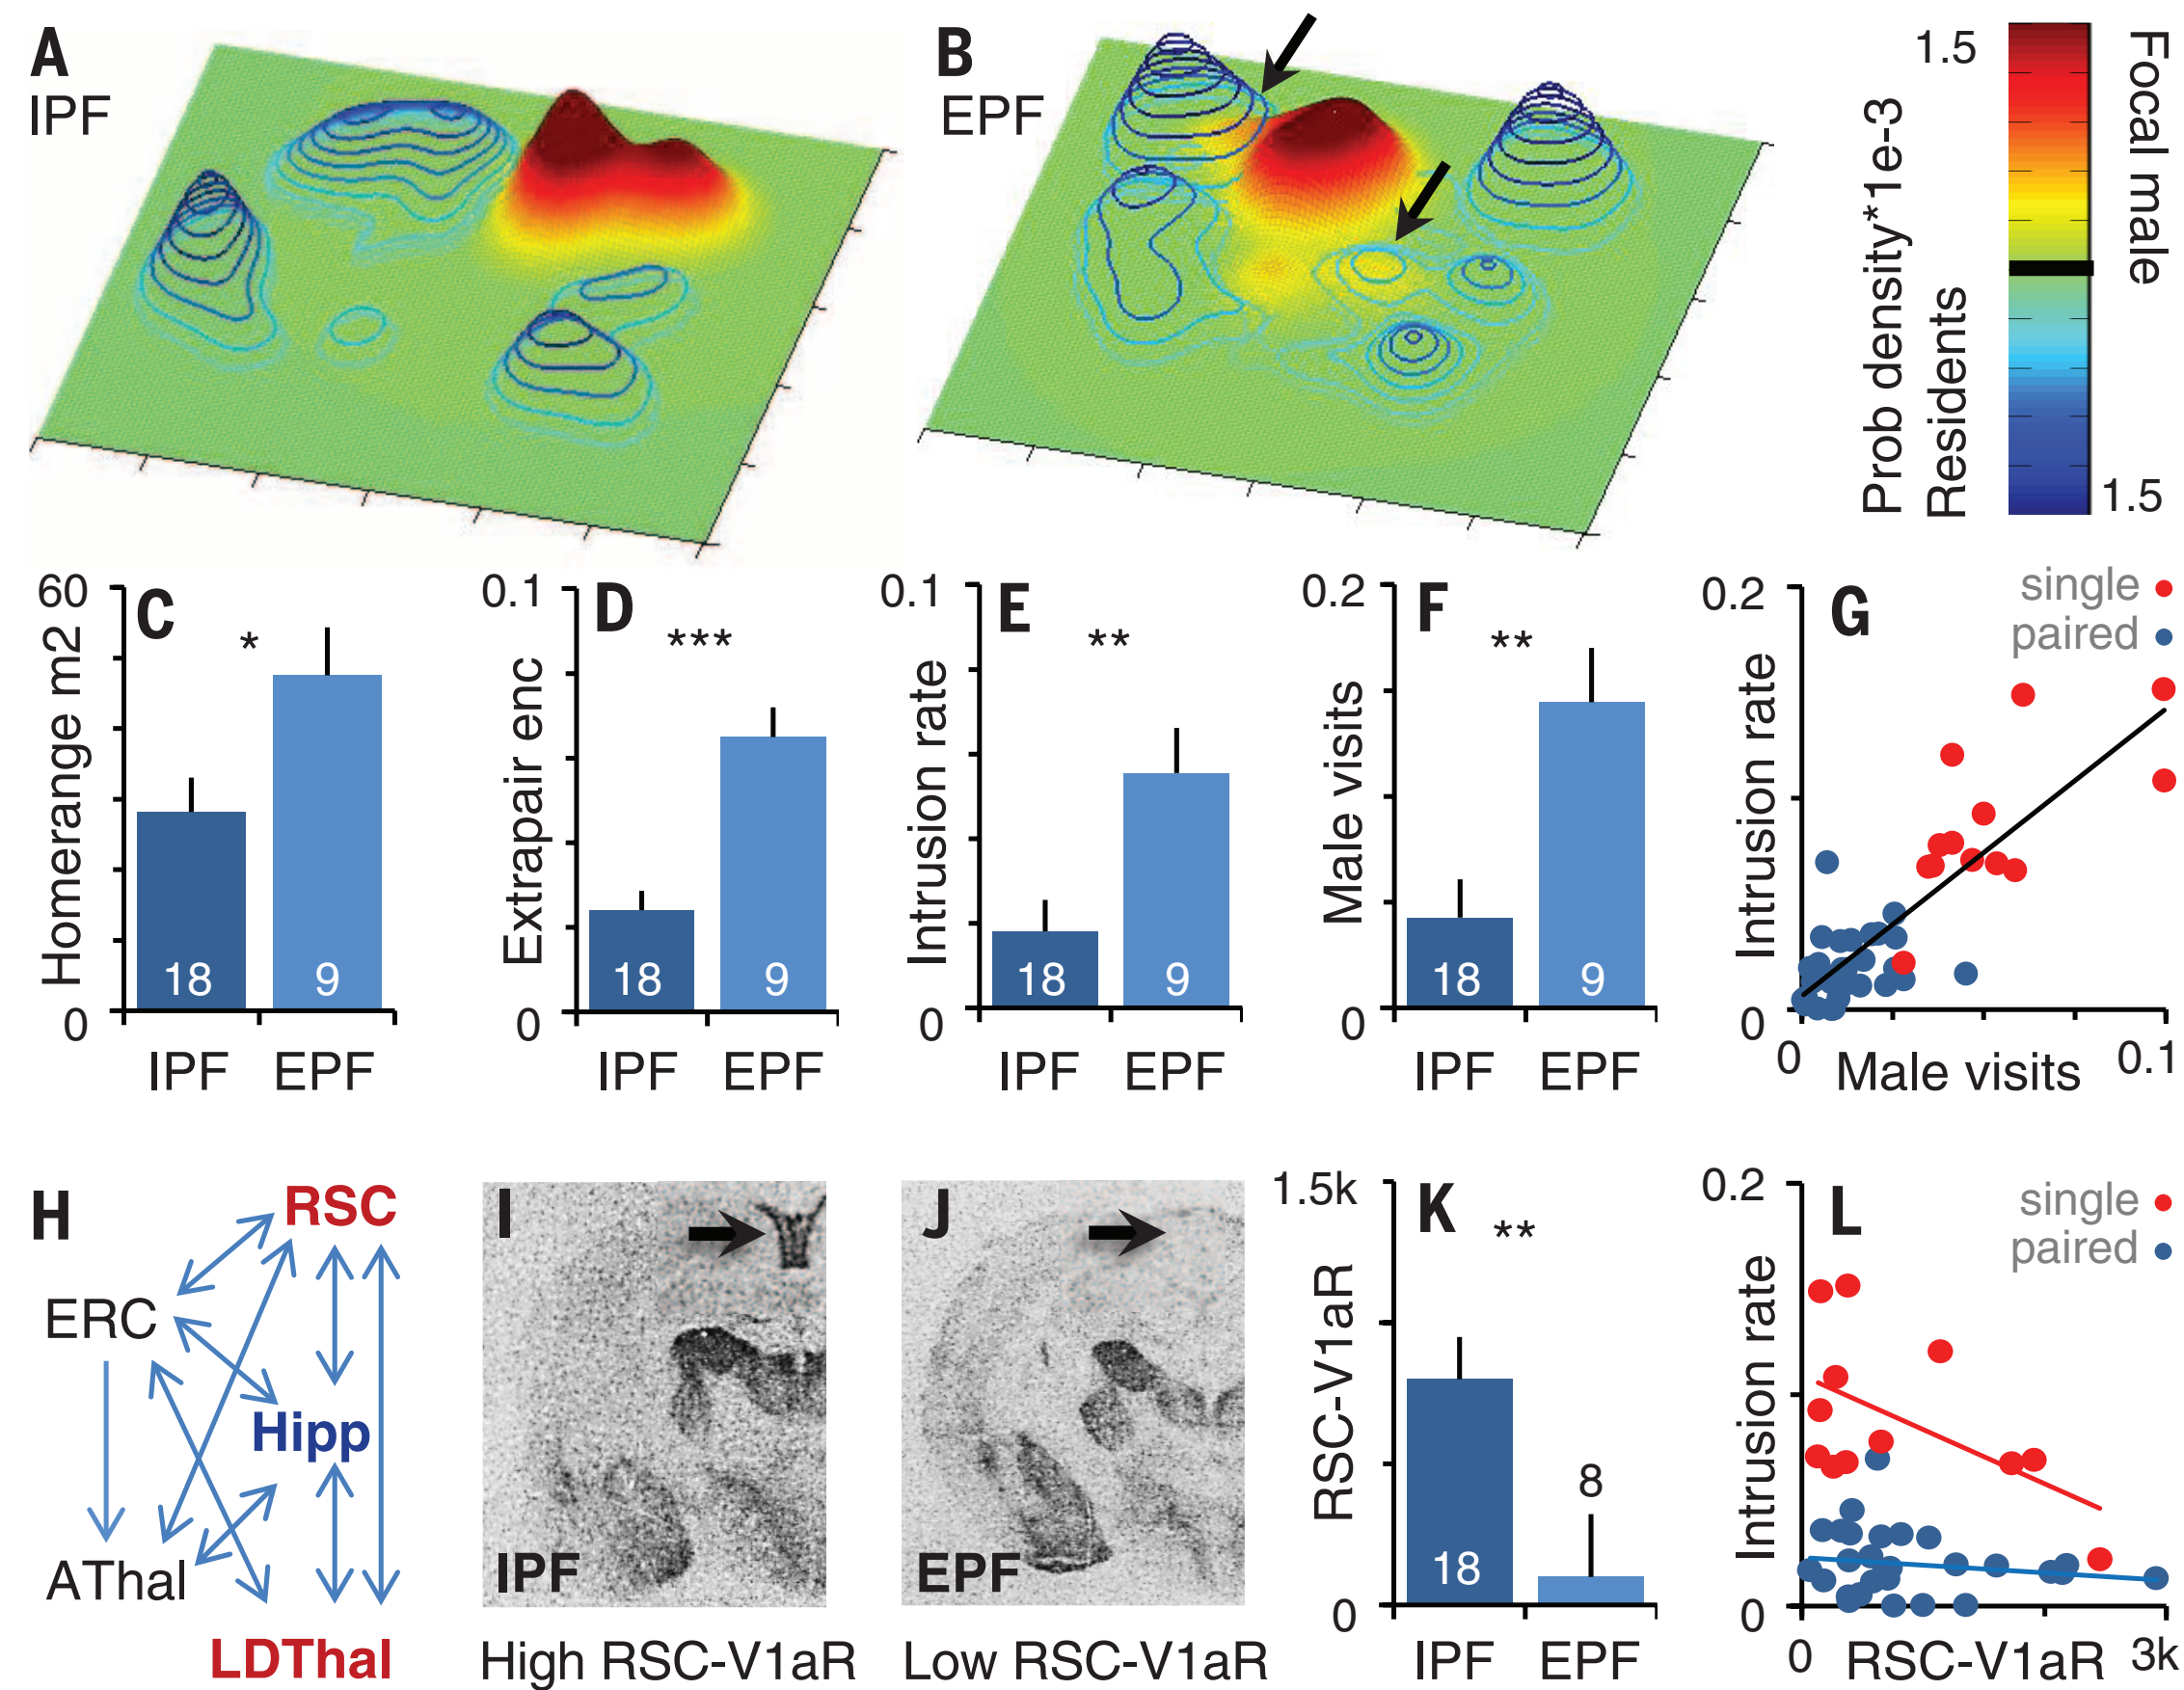 A
IPF
B
EPF
1.5
Prob density*1e-3
Residents
Focal male
1.5
60
Homerange m2
0
C
*
18
9
IPF EPF
0.1
Extrapair enc
0
D
***
18
9
IPF EPF
0.1
Intrusion rate
0
E
**
18
9
IPF EPF
0.2
Male visits
0
F
**
18
9
IPF EPF
0.2
Intrusion rate
0
G
single
paired
0 Male visits 0.1
H
RSC
ERC
Hipp
AThal
LDThal
I
IPF
High RSC-V1aR
J
EPF
Low RSC-V1aR
1.5k
RSC-V1aR
0
K
**
18
8
IPF EPF
0.2
Intrusion rate
0
L
single
paired
0 RSC-V1aR 3k